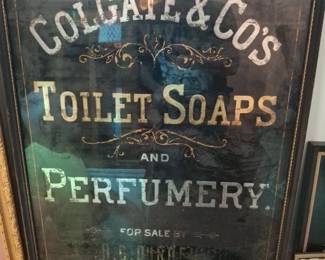 COLGATE & CO'S
TOILET SOAPS
AND
PERFUMERY.
FOR SALE BY